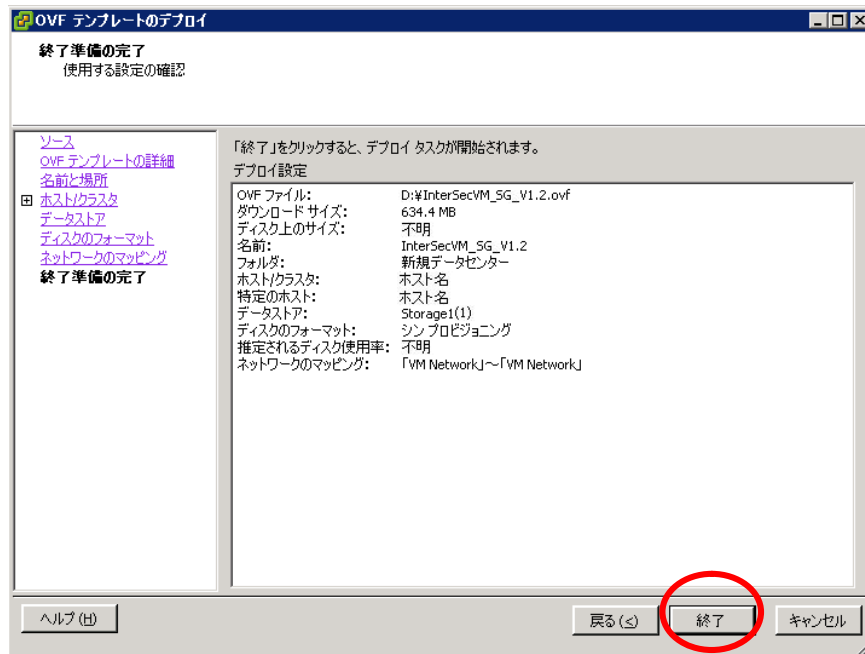 OVF テンプレートのデプロイ
終了準備の完了
使用する設定の確認
ソース
OVF テンプレートの詳細
名前と場所
ホスト/クラスタ
データストア
ディスクのフォーマット
ネットワークのマッピング
終了準備の完了
「終了」をクリックすると、デプロイ タスクが開始されます。
デプロイ設定
OVF ファイル: D:¥InterSecVM_SG_V1.2.ovf
ダウンロード サイズ: 634.4 MB
ディスク上のサイズ: 不明
名前: InterSecVM_SG_V1.2
フォルダ: 新規データセンター
ホスト/クラスタ: ホスト名
特定のホスト: ホスト名
データストア: Storage1(1)
ディスクのフォーマット: シン プロビジョニング
推定されるディスク使用率: 不明
ネットワークのマッピング: 「VM Network」～「VM Network」
ヘルプ(H) 戻る(<) 終了 キャンセル